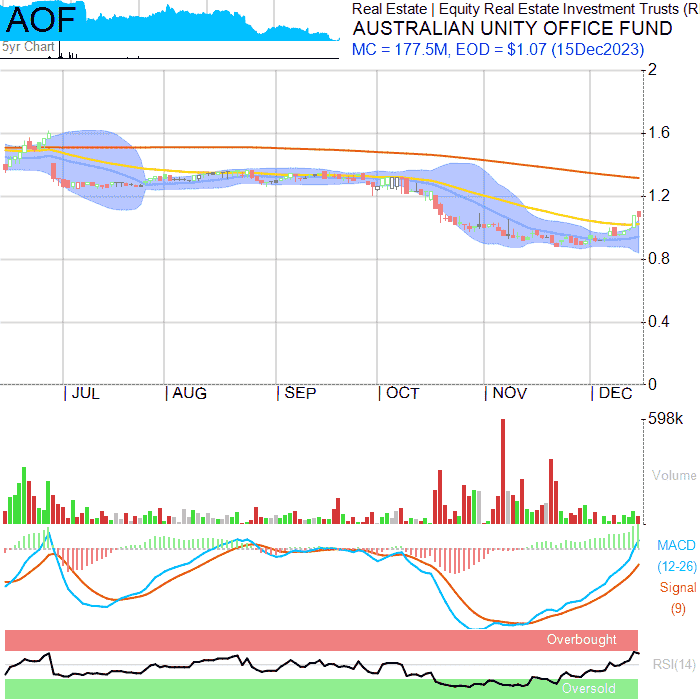 AOF
5yr Chart
Real Estate | Equity Real Estate Investment Trusts (R
AUSTRALIAN UNITY OFFICE FUND
MC = 177.5M, EOD = $1.07 (15Dec2023)
2
1.6
1.2
0.8
0.4
0
JUL AUG SEP OCT NOV DEC
598k
Volume
MACD
(12-26)
Signal
(9)
Overbought
RSI(14)
Oversold